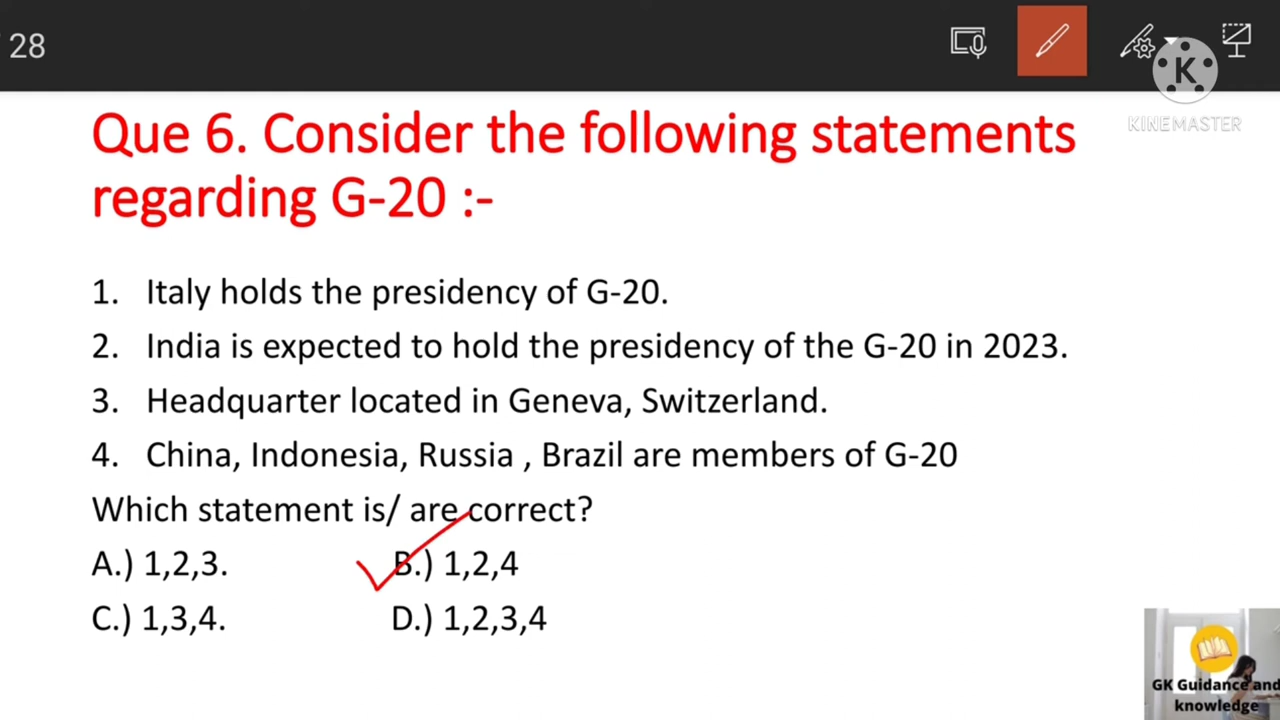 28
K
KINEMASTER
Que 6. Consider the following statements
regarding G-20 :-
1. Italy holds the presidency of G-20.
2. India is expected to hold the presidency of the G-20 in 2023.
3. Headquarter located in Geneva, Switzerland.
4. China, Indonesia, Russia , Brazil are members of G-20
Which statement is/ are correct?
A.) 1,2,3. B.) 1,2,4
C.) 1,3,4. D.) 1,2,3,4
GK Guidance and
knowledge